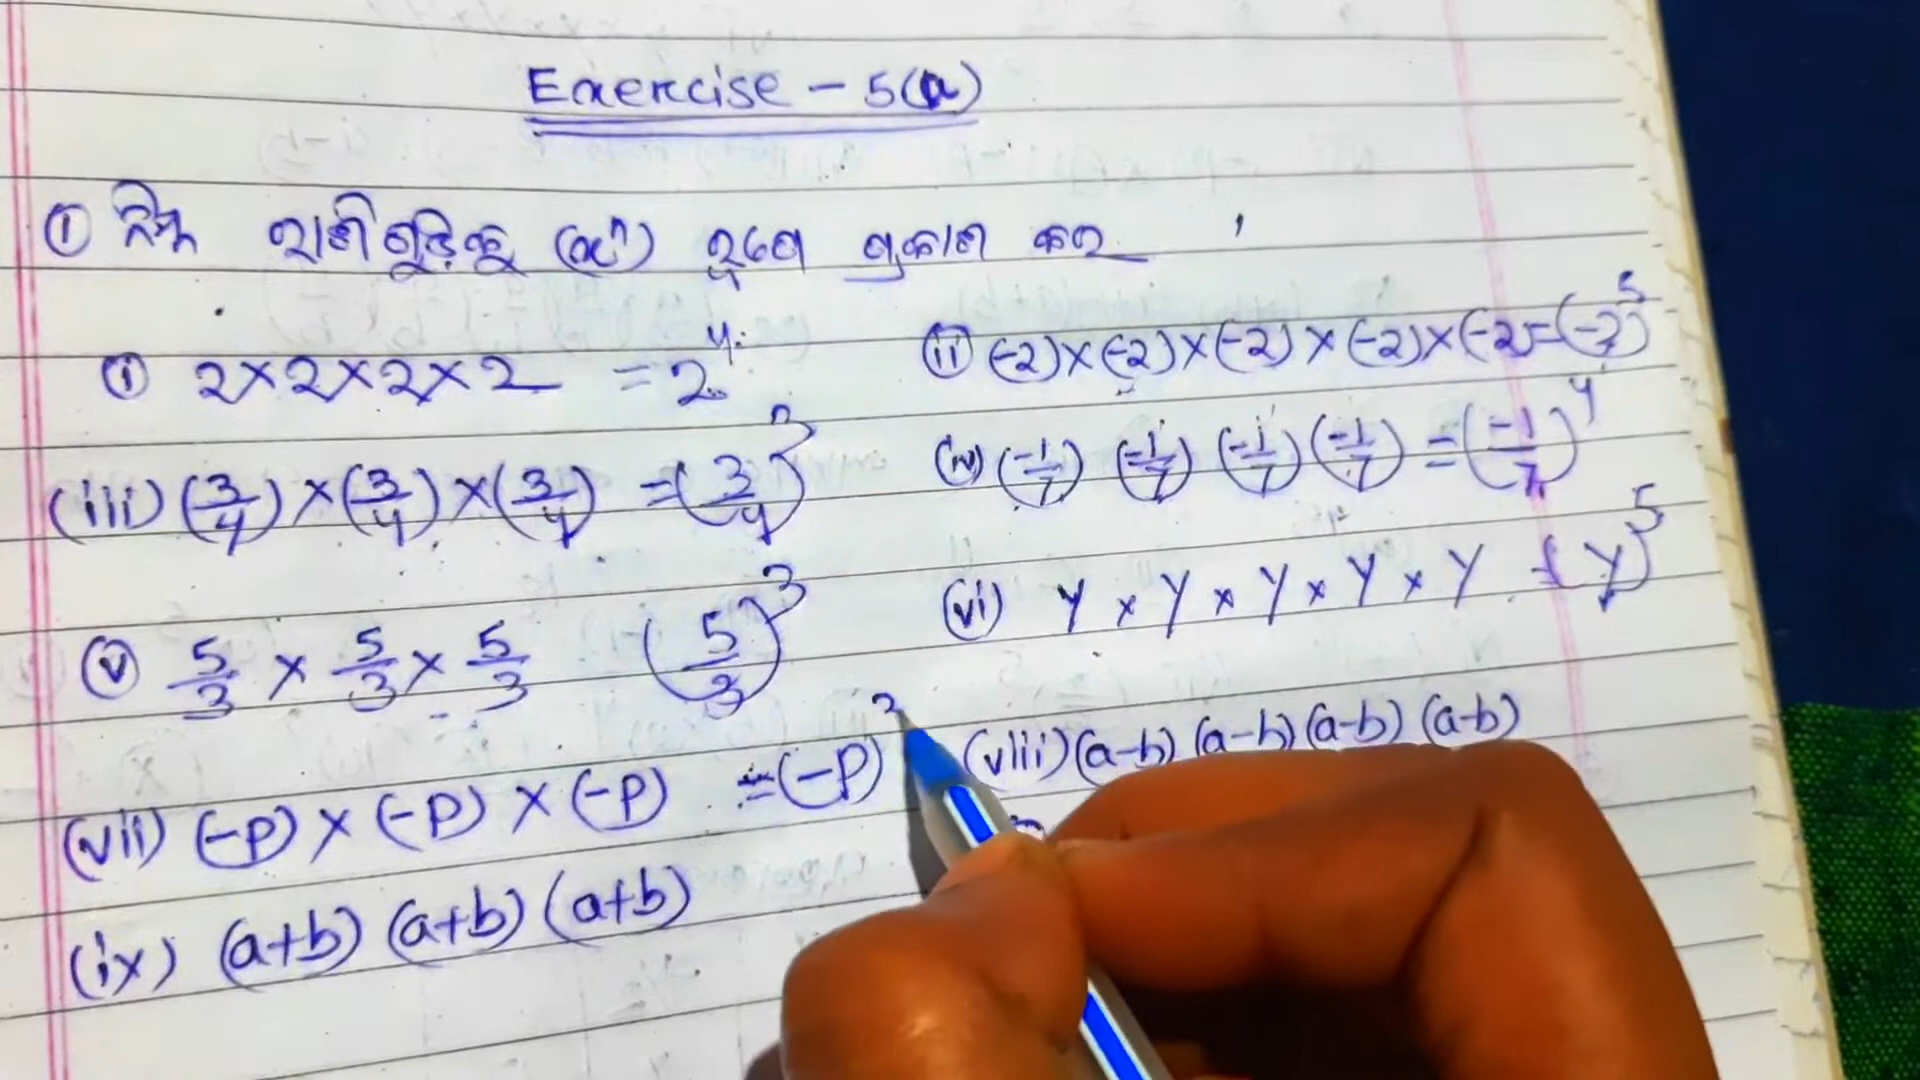 Exercise - 5(a)
① ନିମ୍ନ ରାଶିଗୁଡ଼ିକୁ (xⁿ) ରୂପେ ପ୍ରକାଶ କର ।
(i) 2×2×2×2 = 2⁴ (ii) (-2)×(-2)×(-2)×(-2)×(-2)=(-2)⁵
(iii) (3/4)×(3/4)×(3/4) =(3/4)³ (iv) (-1/7) (-1/7) (-1/7) (-1/7) =(-1/7)⁴
(v) 5/3 × 5/3 × 5/3 (5/3)³ (vi) y × y × y × y × y (y)⁵
(vii) (-p) × (-p) × (-p) =(-p)³ (viii) (a-b) (a-b) (a-b) (a-b)
(ix) (a+b) (a+b) (a+b)